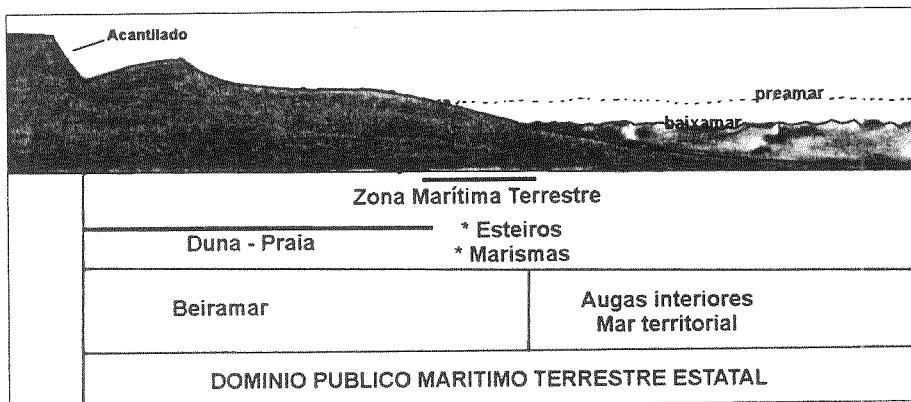 Acantilado
preamar
baixamar
Zona Marítima Terrestre
* Esteiros
Duna - Praia
* Marismas
Beiramar
Augas interiores
Mar territorial
DOMINIO PUBLICO MARITIMO TERRESTRE ESTATAL